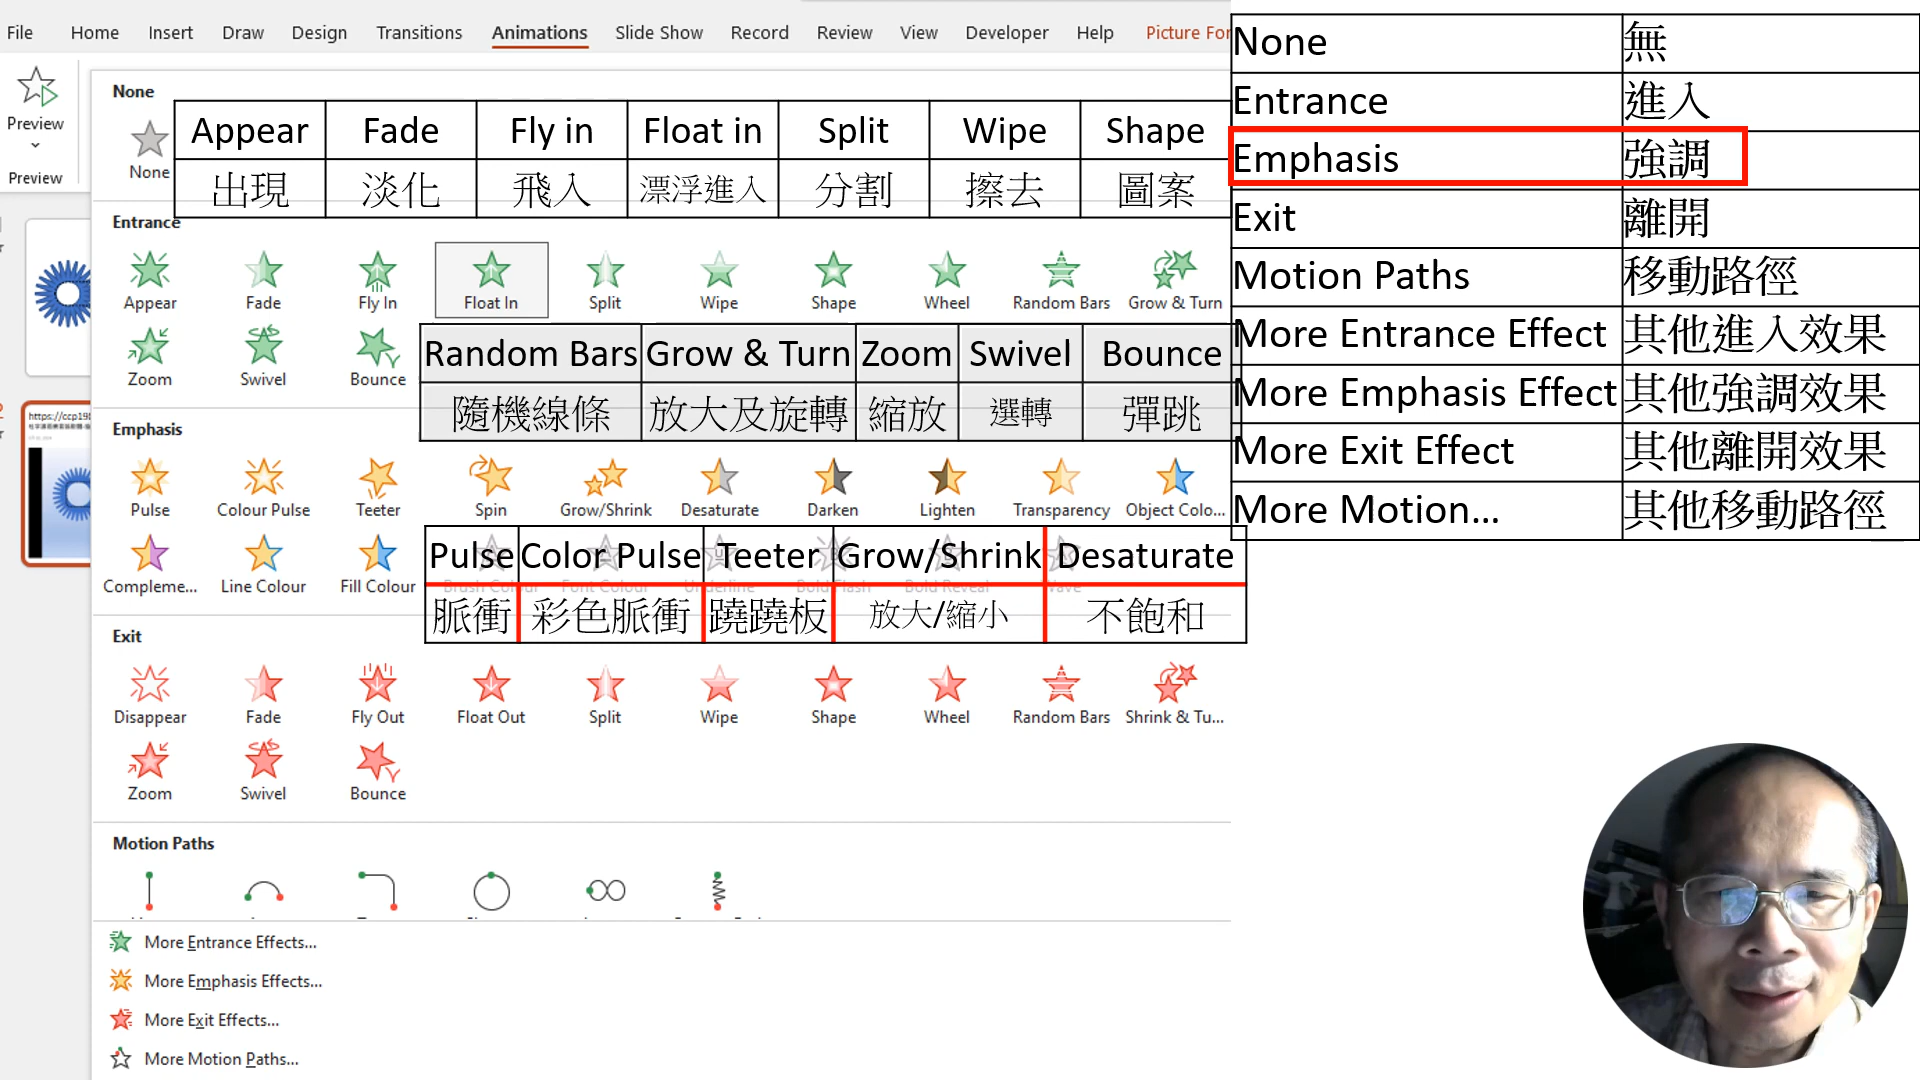 File Home Insert Draw Design Transitions Animations Slide Show Record Review View Developer Help Picture For
Preview
Preview
None
None
Appear Fade Fly in Float in Split Wipe Shape
出現 淡化 飛入 漂浮進入 分割 擦去 圖案
Entrance
Appear Fade Fly In Float In Split Wipe Shape Wheel Random Bars Grow & Turn
Zoom Swivel Bounce
Random Bars Grow & Turn Zoom Swivel Bounce
隨機線條 放大及旋轉 縮放 選轉 彈跳
Emphasis
Pulse Colour Pulse Teeter Spin Grow/Shrink Desaturate Darken Lighten Transparency Object Colo...
Compleme... Line Colour Fill Colour
Pulse Color Pulse Teeter Grow/Shrink Desaturate
脈衝 彩色脈衝 蹺蹺板 放大/縮小 不飽和
Exit
Disappear Fade Fly Out Float Out Split Wipe Shape Wheel Random Bars Shrink & Tu...
Zoom Swivel Bounce
Motion Paths
More Entrance Effects...
More Emphasis Effects...
More Exit Effects...
More Motion Paths...
None 無
Entrance 進入
Emphasis 強調
Exit 離開
Motion Paths 移動路徑
More Entrance Effect 其他進入效果
More Emphasis Effect 其他強調效果
More Exit Effect 其他離開效果
More Motion... 其他移動路徑